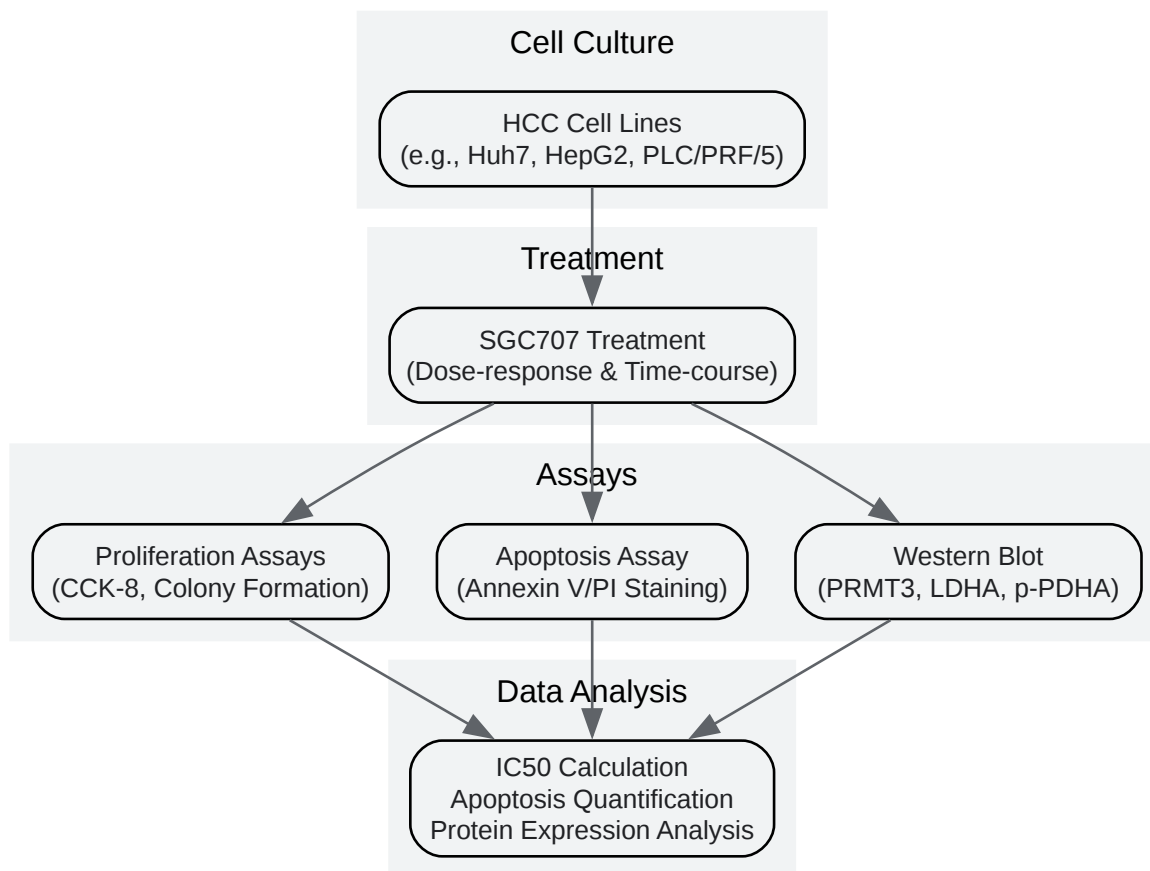 Cell Culture
HCC Cell Lines
(e.g., Huh7, HepG2, PLC/PRF/5)
Treatment
SGC707 Treatment
(Dose-response & Time-course)
Assays
Proliferation Assays
(CCK-8, Colony Formation)
Apoptosis Assay
(Annexin V/PI Staining)
Western Blot
(PRMT3, LDHA, p-PDHA)
Data Analysis
IC50 Calculation
Apoptosis Quantification
Protein Expression Analysis